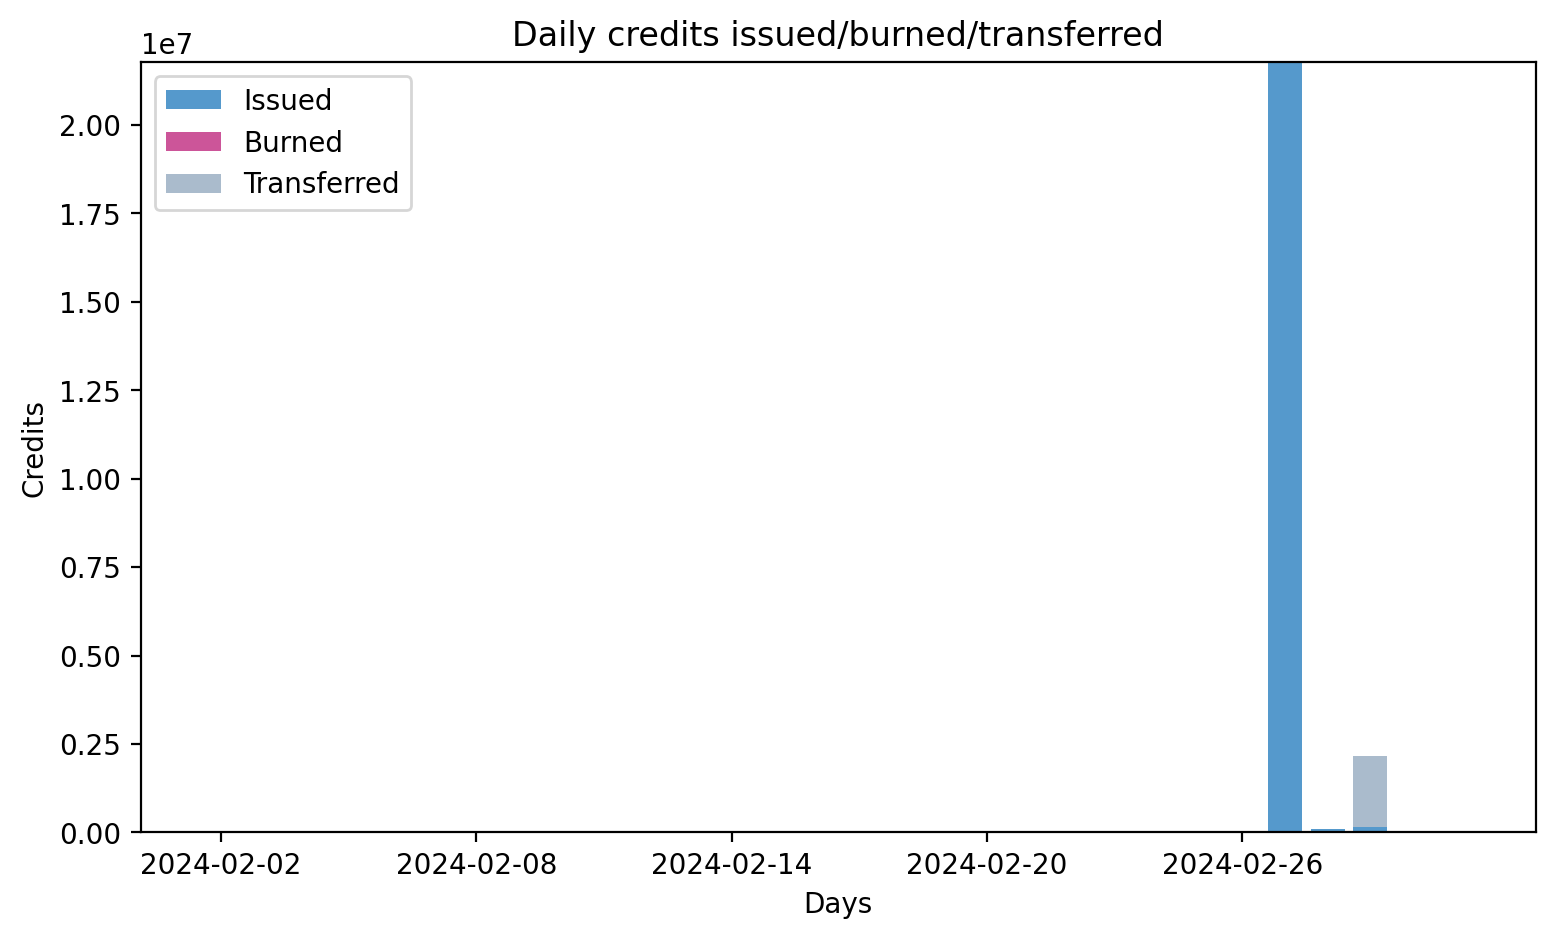 Daily credits issued/burned/transferred
1e7
Issued
Burned
Transferred
2.00
1.75
1.50
1.25
1.00
0.75
0.50
0.25
0.00
Credits
2024-02-02
2024-02-08
2024-02-14
2024-02-20
2024-02-26
Days